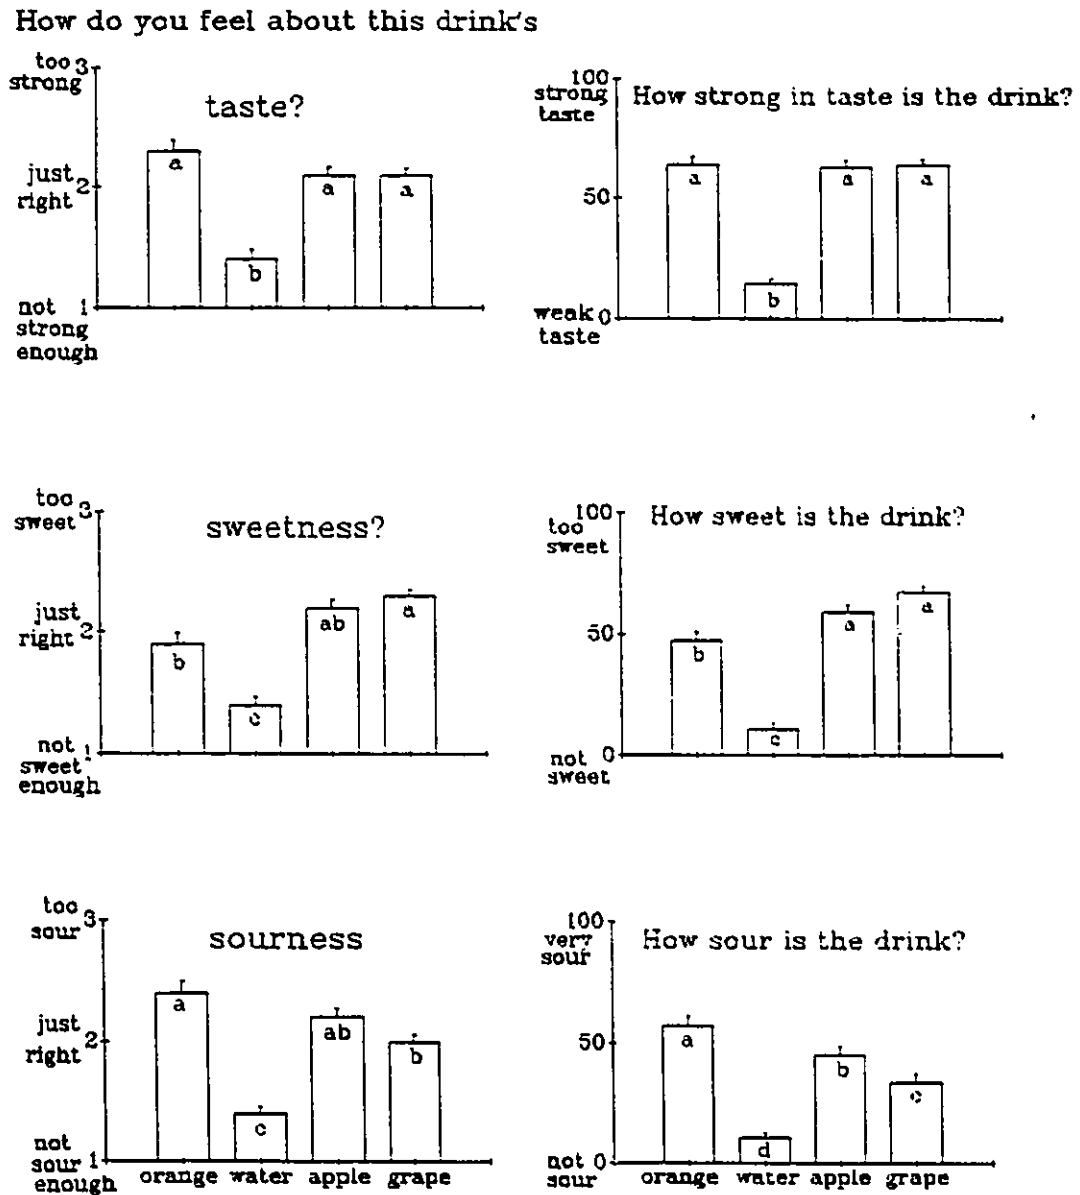 How do you feel about this drink's
too 3
strong
taste?
just
right 2
not 1
strong
enough
a
b
a
a
100
strong
taste
How strong in taste is the drink?
50
weak 0
taste
a
b
a
a
too 3
sweet
sweetness?
just
right 2
not 1
sweet
enough
b
c
ab
a
100
too
sweet
How sweet is the drink?
50
not 0
sweet
b
c
a
a
too 3
sour
sourness
just
right 2
not
sour 1
enough
a
c
ab
b
orange water apple grape
100
very
sour
How sour is the drink?
50
not 0
sour
a
d
b
c
orange water apple grape